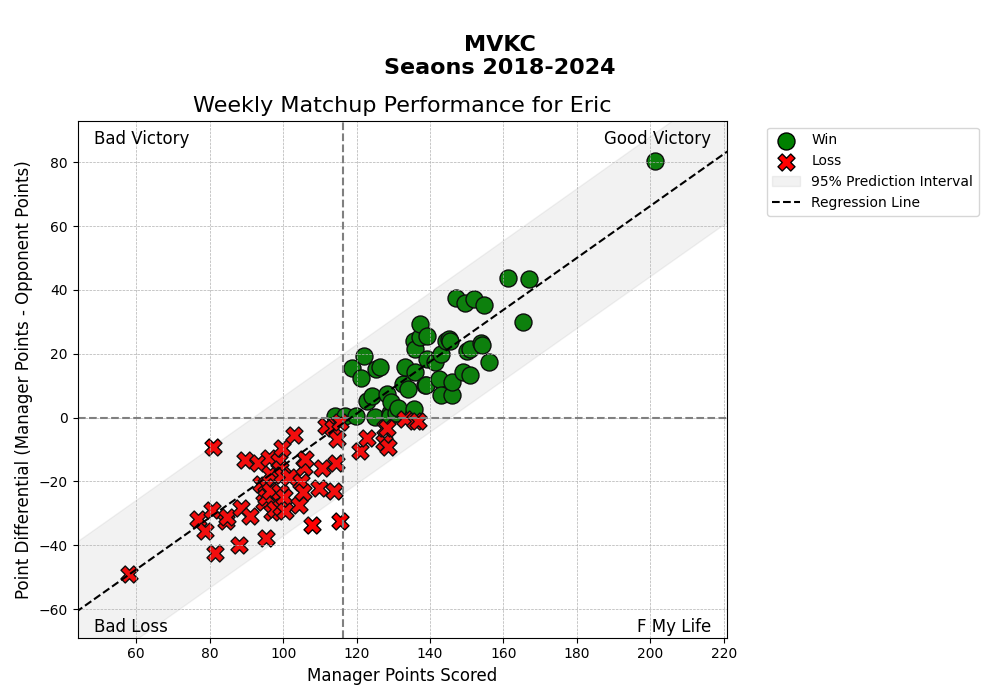 MVKC
Seaons 2018-2024
Weekly Matchup Performance for Eric
Bad Victory
Good Victory
Bad Loss
F My Life
Win
Loss
95% Prediction Interval
Regression Line
Point Differential (Manager Points - Opponent Points)
80
60
40
20
0
−20
−40
−60
60 80 100 120 140 160 180 200 220
Manager Points Scored